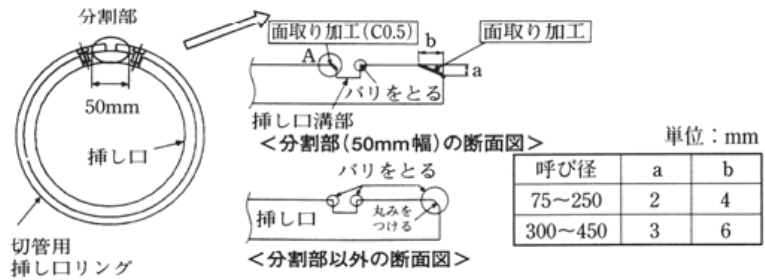 分割部
50mm
挿し口
切管用
挿し口リング
面取り加工(C0.5)
A
b
面取り加工
a
バリをとる
挿し口溝部
<分割部(50mm幅)の断面図>
バリをとる
挿し口
丸みを
つける
<分割部以外の断面図>
単位:mm
呼び径 a b
75~250 2 4
300~450 3 6